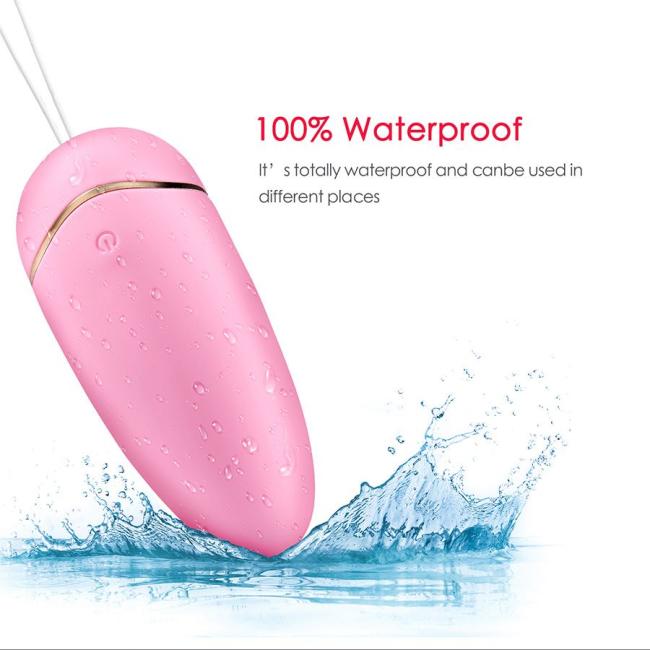 100% Waterproof
It’ s totally waterproof and canbe used in
different places